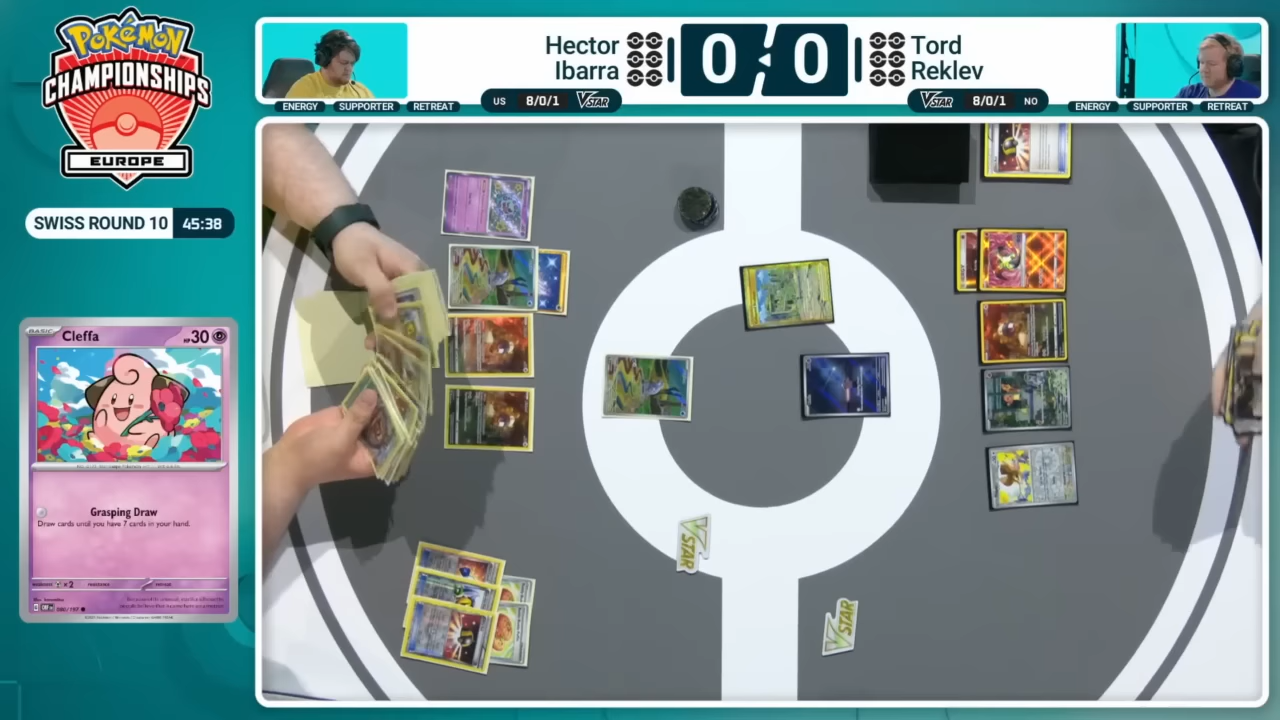 Pokémon
CHAMPIONSHIPS
EUROPE
SWISS ROUND 10 45:38
Hector
Ibarra
0 0
Tord
Reklev
US 8/0/1 VSTAR
VSTAR 8/0/1 NO
ENERGY SUPPORTER RETREAT
ENERGY SUPPORTER RETREAT
BASIC Cleffa HP30
Grasping Draw
Draw cards until you have 7 cards in your hand.
VSTAR
VSTAR